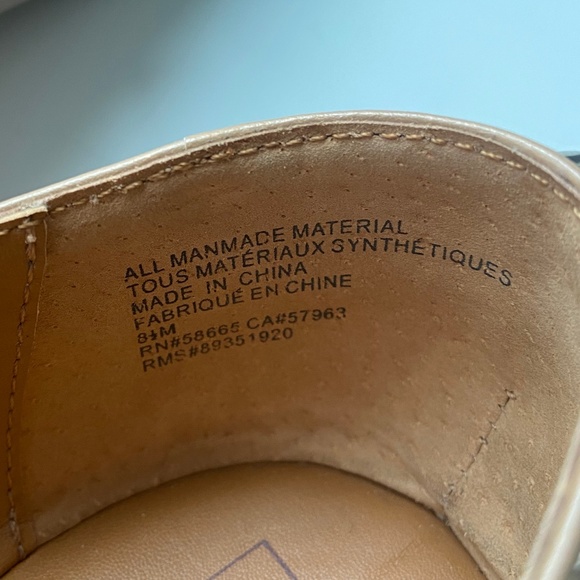 ALL MANMADE MATERIAL
TOUS MATÉRIAUX SYNTHÉTIQUES
MADE IN CHINA
FABRIQUÉ EN CHINE
8½M
RN#58665 CA#57963
RMS#89351920